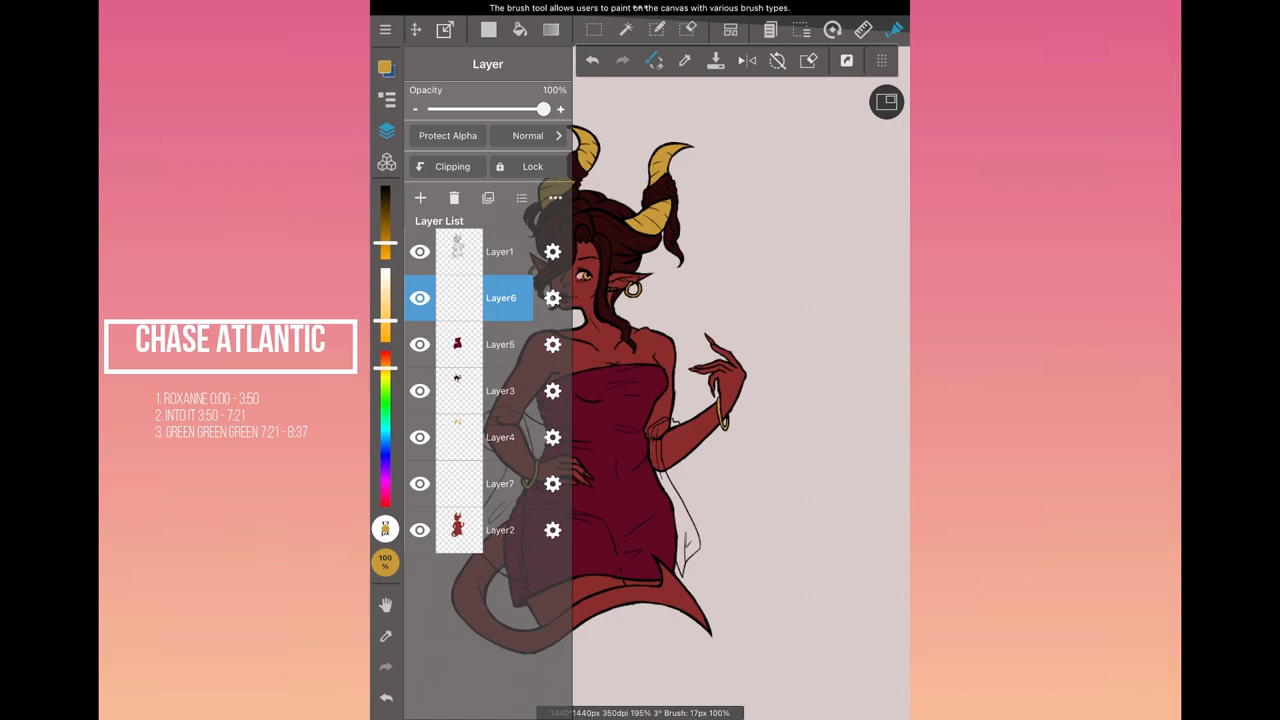 The brush tool allows users to paint on the canvas with various brush types.
Layer
Opacity 100%
- +
Protect Alpha Normal
Clipping Lock
Layer List
Layer1
Layer6
Layer5
Layer3
Layer4
Layer7
Layer2
CHASE ATLANTIC
1. ROXANNE 0:00 - 3:50
2. INTO IT 3:50 - 7:21
3. GREEN GREEN GREEN 7:21 - 8:37
17
px
100
%
1440*1440px 350dpi 195% 3° Brush: 17px 100%